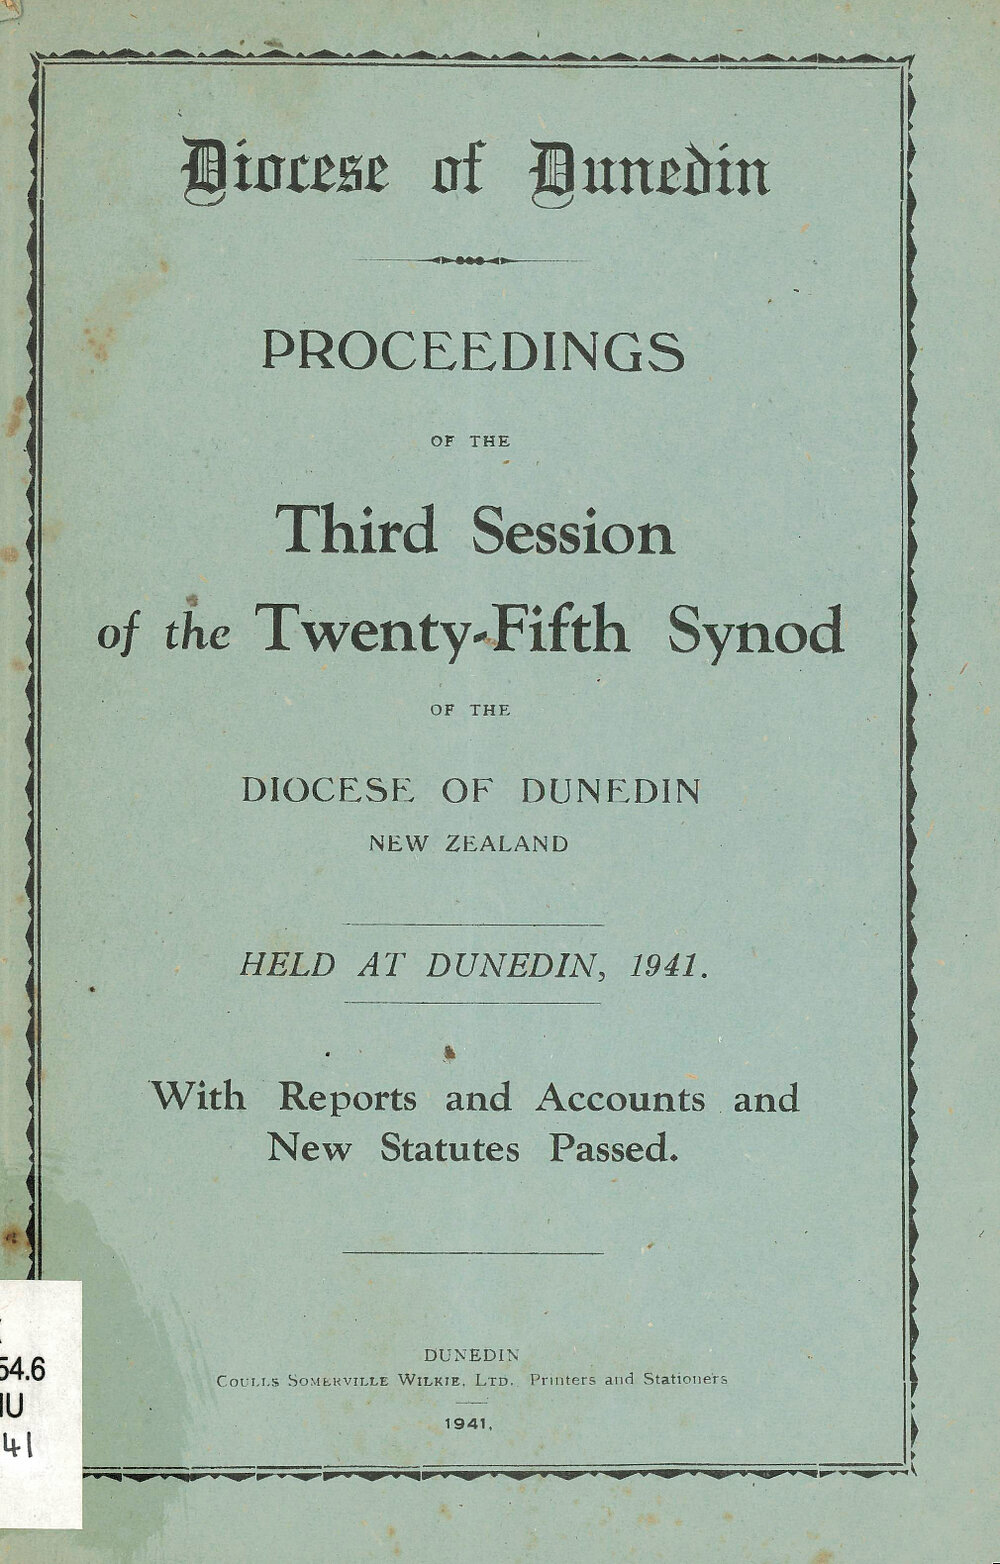 Diocese of Dunedin
PROCEEDINGS
OF THE
Third Session
of the Twenty-Fifth Synod
OF THE
DIOCESE OF DUNEDIN
NEW ZEALAND
HELD AT DUNEDIN, 1941.
With Reports and Accounts and
New Statutes Passed.
DUNEDIN
COULLS SOMERVILLE WILKIE, LTD., Printers and Stationers
1941.
54.6
41